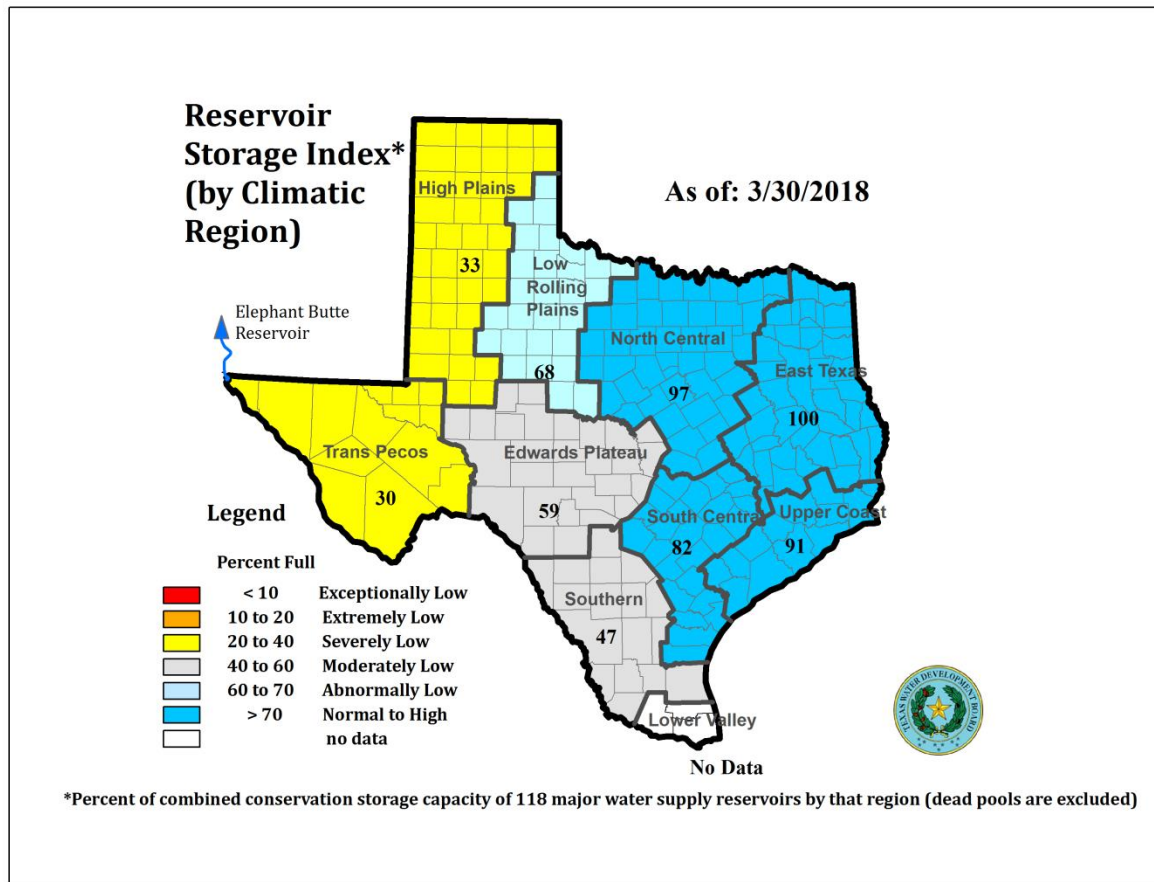 Reservoir
Storage Index*
(by Climatic
Region)
As of: 3/30/2018
High Plains
33
Low
Rolling
Plains
68
Elephant Butte
Reservoir
North Central
97
East Texas
100
Trans Pecos
30
Edwards Plateau
59
South Central
82
Upper Coast
91
Southern
47
Lower Valley
No Data
Legend
Percent Full
< 10 Exceptionally Low
10 to 20 Extremely Low
20 to 40 Severely Low
40 to 60 Moderately Low
60 to 70 Abnormally Low
> 70 Normal to High
no data
TEXAS WATER DEVELOPMENT BOARD
*Percent of combined conservation storage capacity of 118 major water supply reservoirs by that region (dead pools are excluded)